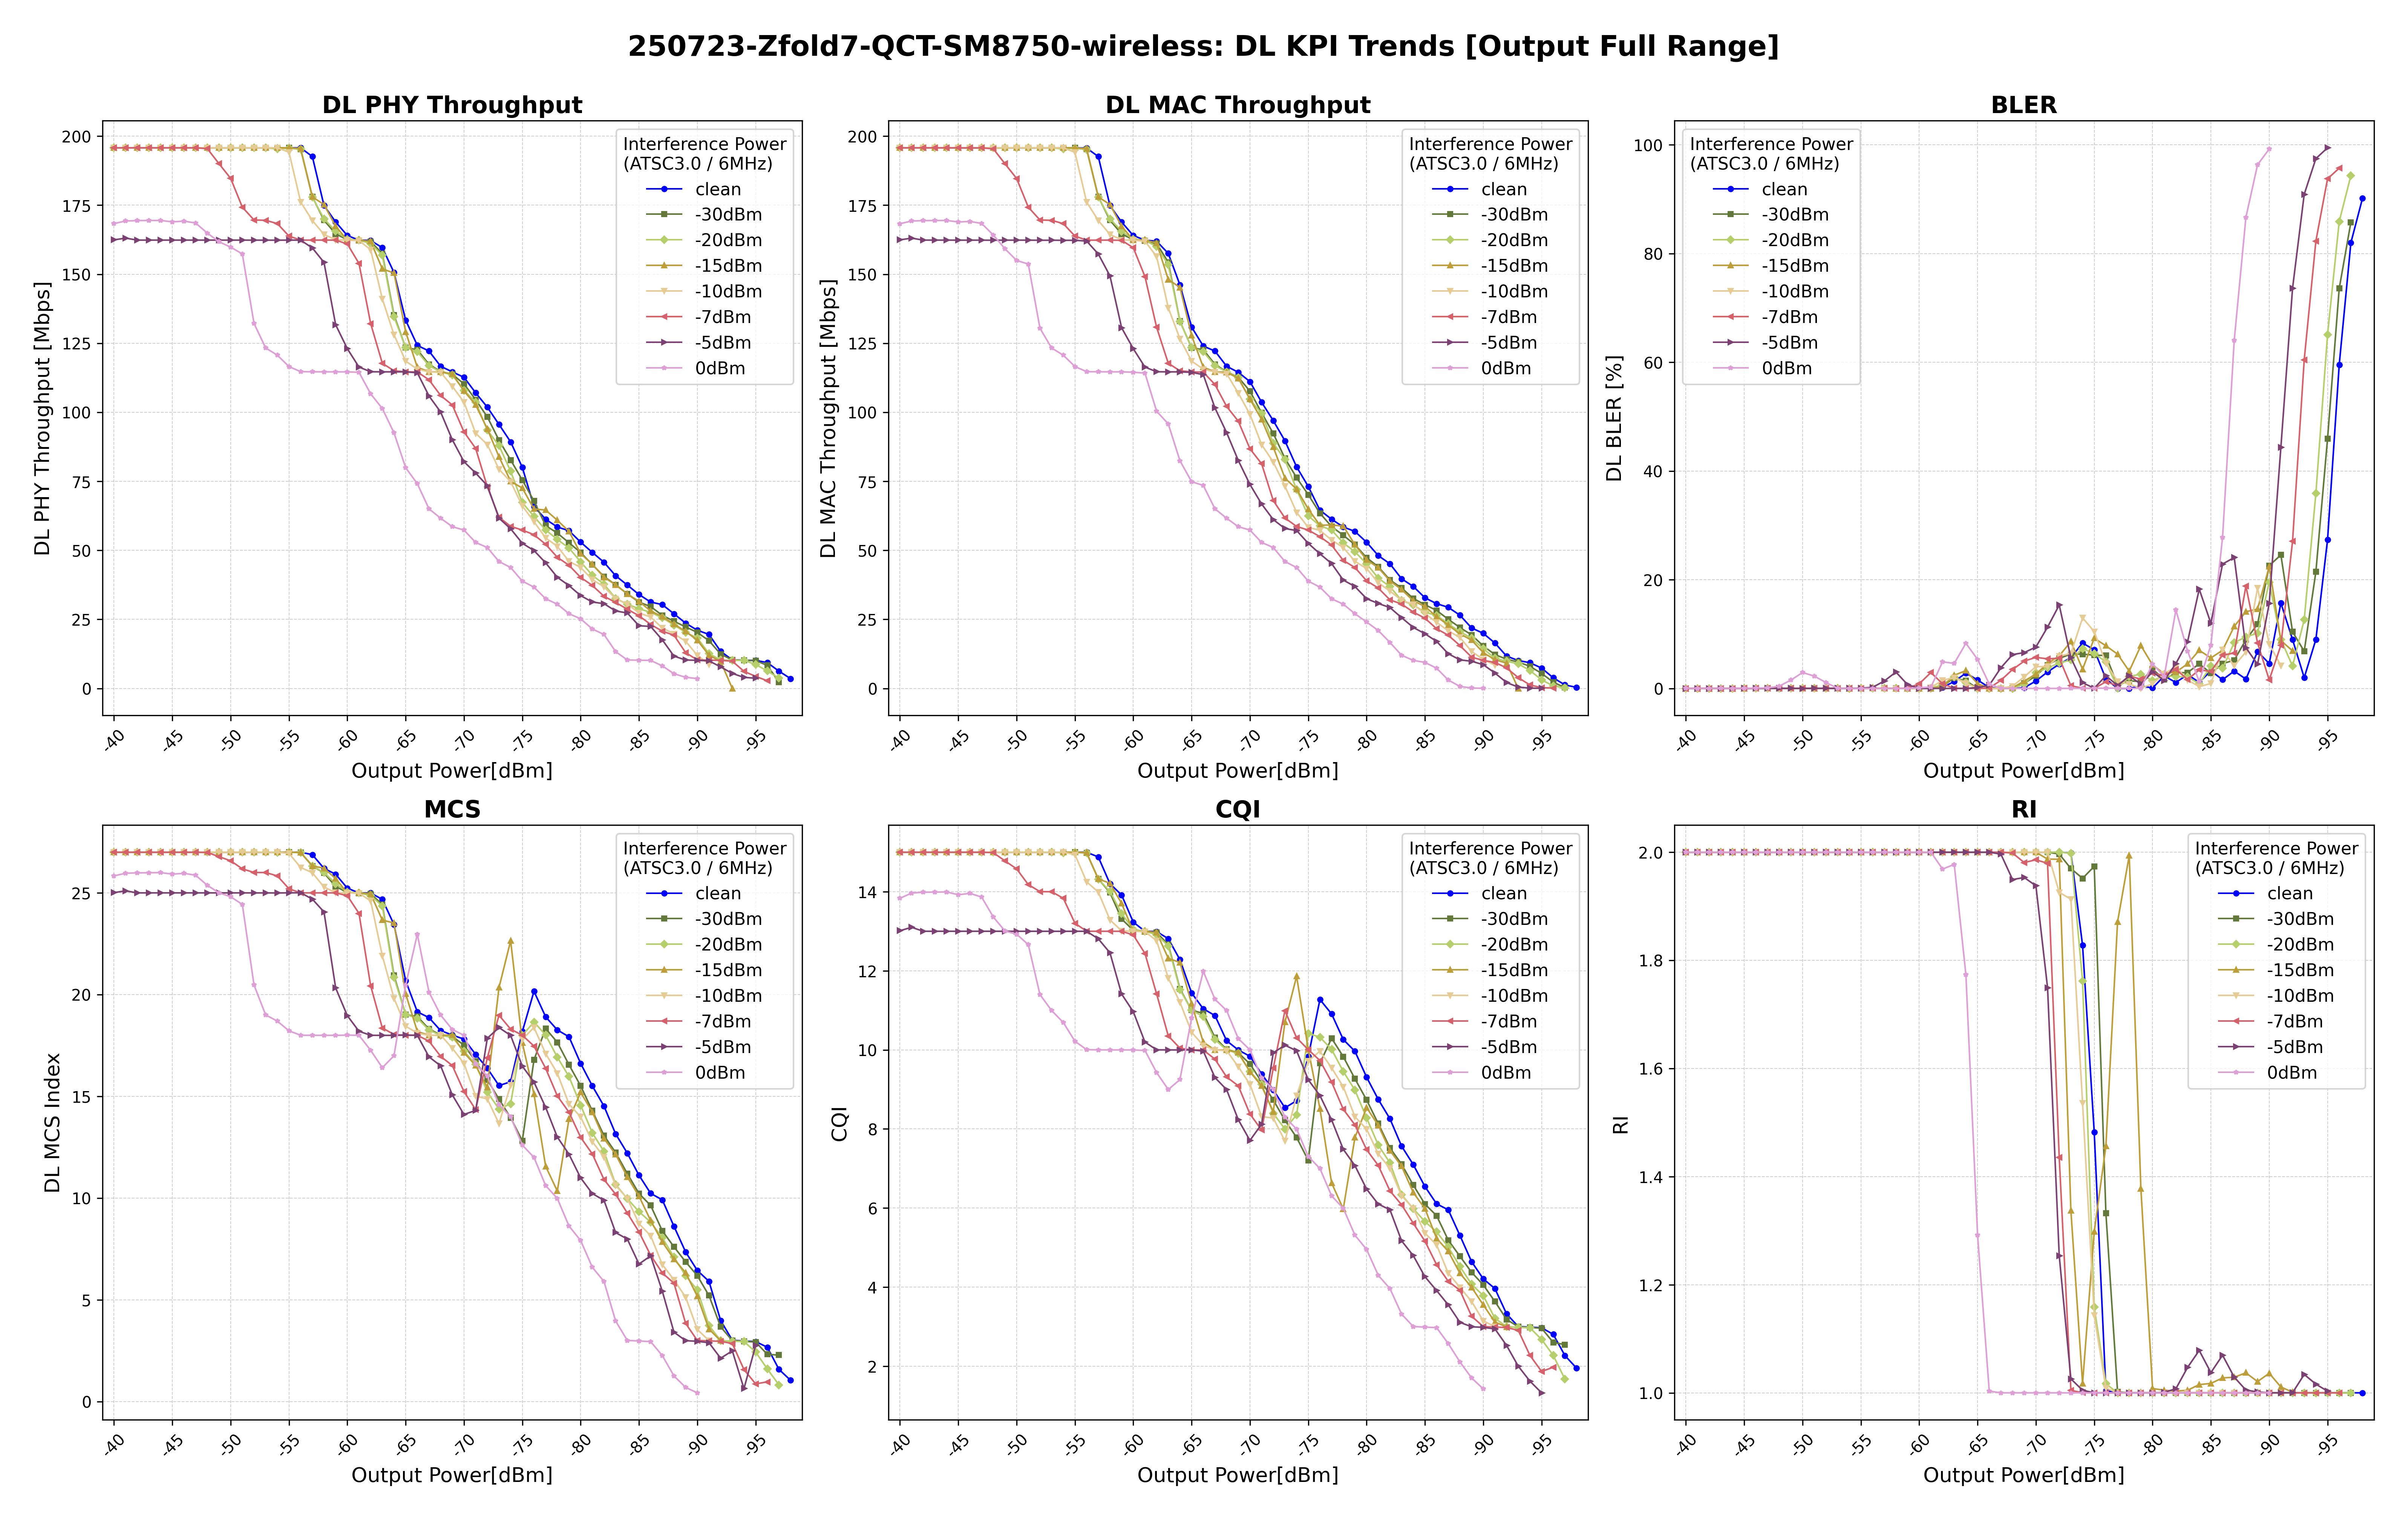 250723-Zfold7-QCT-SM8750-wireless: DL KPI Trends [Output Full Range]
DL PHY Throughput
DL PHY Throughput [Mbps]
200
175
150
125
100
75
50
25
0
Interference Power
(ATSC3.0 / 6MHz)
clean
-30dBm
-20dBm
-15dBm
-10dBm
-7dBm
-5dBm
0dBm
-40
-45
-50
-55
-60
-65
-70
-75
-80
-85
-90
-95
Output Power[dBm]
DL MAC Throughput
DL MAC Throughput [Mbps]
200
175
150
125
100
75
50
25
0
Interference Power
(ATSC3.0 / 6MHz)
clean
-30dBm
-20dBm
-15dBm
-10dBm
-7dBm
-5dBm
0dBm
-40
-45
-50
-55
-60
-65
-70
-75
-80
-85
-90
-95
Output Power[dBm]
BLER
DL BLER [%]
100
80
60
40
20
0
Interference Power
(ATSC3.0 / 6MHz)
clean
-30dBm
-20dBm
-15dBm
-10dBm
-7dBm
-5dBm
0dBm
-40
-45
-50
-55
-60
-65
-70
-75
-80
-85
-90
-95
Output Power[dBm]
MCS
DL MCS Index
25
20
15
10
5
0
Interference Power
(ATSC3.0 / 6MHz)
clean
-30dBm
-20dBm
-15dBm
-10dBm
-7dBm
-5dBm
0dBm
-40
-45
-50
-55
-60
-65
-70
-75
-80
-85
-90
-95
Output Power[dBm]
CQI
CQI
14
12
10
8
6
4
2
Interference Power
(ATSC3.0 / 6MHz)
clean
-30dBm
-20dBm
-15dBm
-10dBm
-7dBm
-5dBm
0dBm
-40
-45
-50
-55
-60
-65
-70
-75
-80
-85
-90
-95
Output Power[dBm]
RI
RI
2.0
1.8
1.6
1.4
1.2
1.0
Interference Power
(ATSC3.0 / 6MHz)
clean
-30dBm
-20dBm
-15dBm
-10dBm
-7dBm
-5dBm
0dBm
-40
-45
-50
-55
-60
-65
-70
-75
-80
-85
-90
-95
Output Power[dBm]